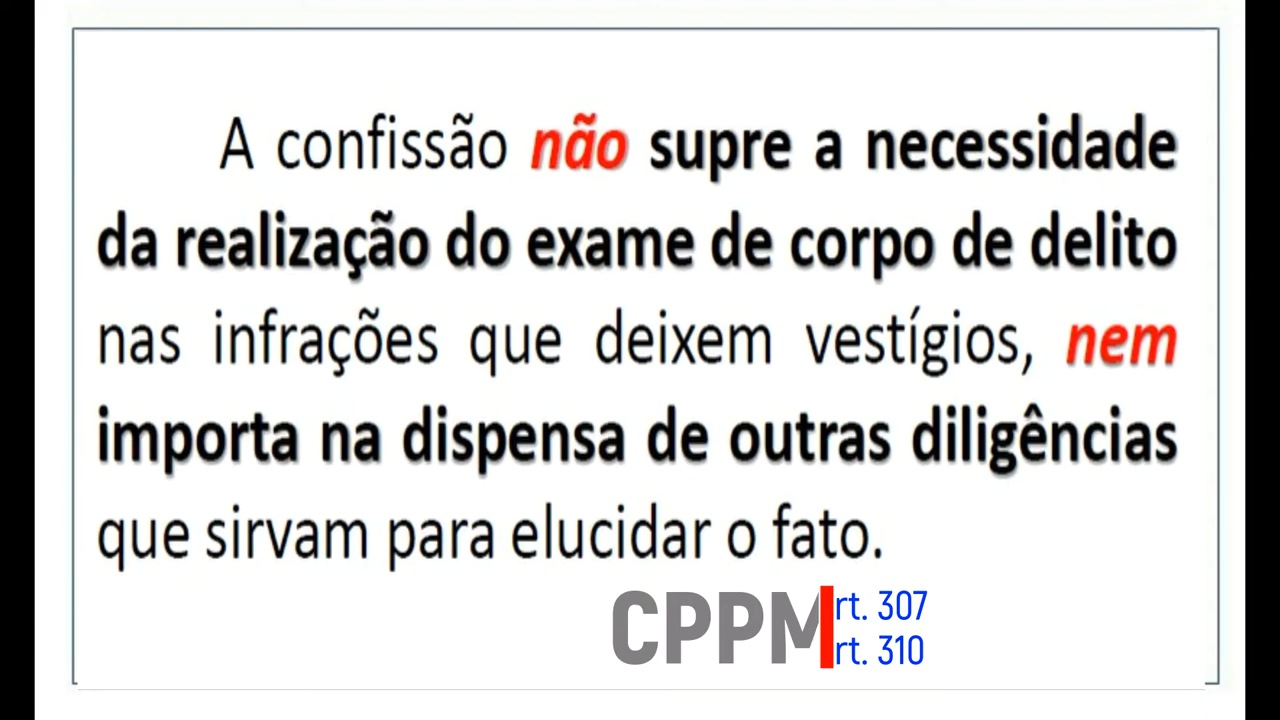 A confissão não supre a necessidade
da realização do exame de corpo de delito
nas infrações que deixem vestígios, nem
importa na dispensa de outras diligências
que sirvam para elucidar o fato.
CPPM
rt. 307
rt. 310